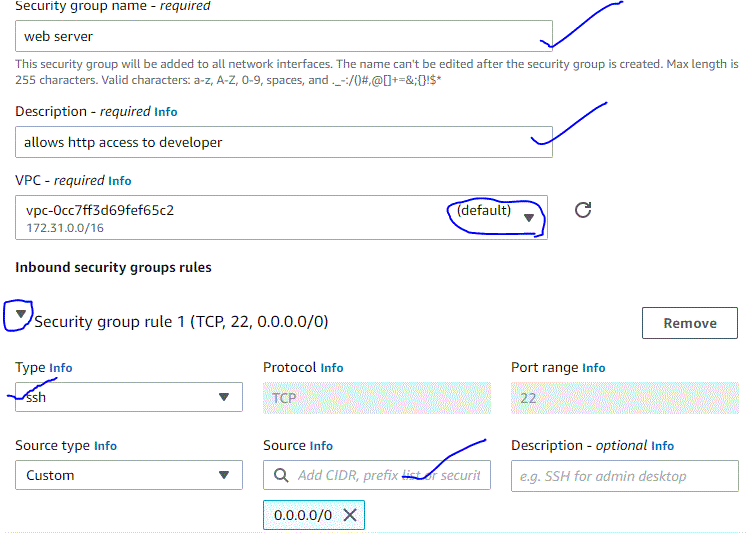 Security group name - required
web server
This security group will be added to all network interfaces. The name can't be edited after the security group is created. Max length is
255 characters. Valid characters: a-z, A-Z, 0-9, spaces, and ._-:/()#,@[]+=&;{}!$*
Description - required Info
allows http access to developer
VPC - required Info
vpc-0cc7ff3d69fef65c2 (default)
172.31.0.0/16
Inbound security groups rules
Security group rule 1 (TCP, 22, 0.0.0.0/0) Remove
Type Info Protocol Info Port range Info
ssh TCP 22
Source type Info Source Info Description - optional Info
Custom Add CIDR, prefix list or securit e.g. SSH for admin desktop
0.0.0.0/0